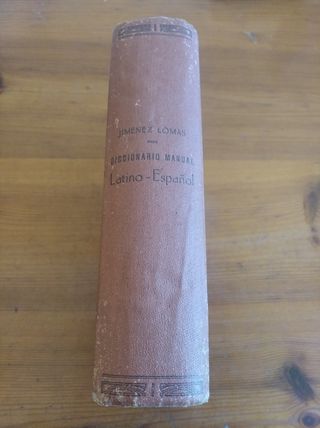 JIMENEZ LOMAS
DICCIONARIO MANUAL
Latino-Español